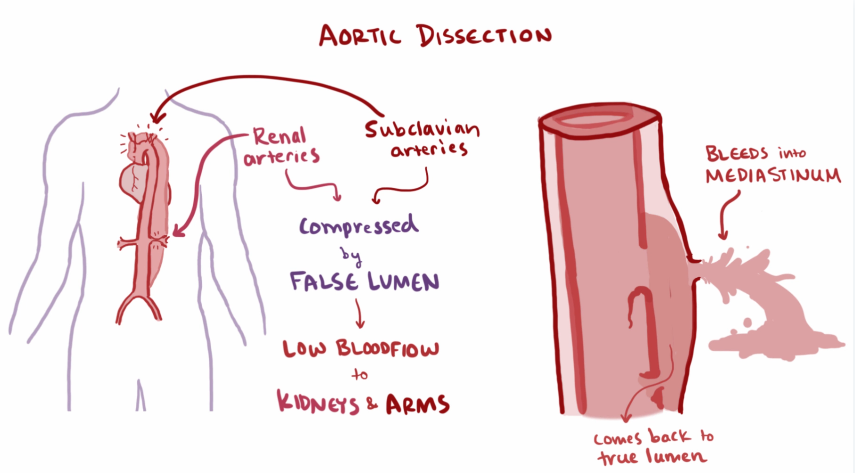 AORTIC DISSECTION
Renal
arteries
Subclavian
arteries
Compressed
by
FALSE LUMEN
LOW BLOODFLOW
to
KIDNEYS & ARMS
BLEEDS into
MEDIASTINUM
comes back to
true lumen